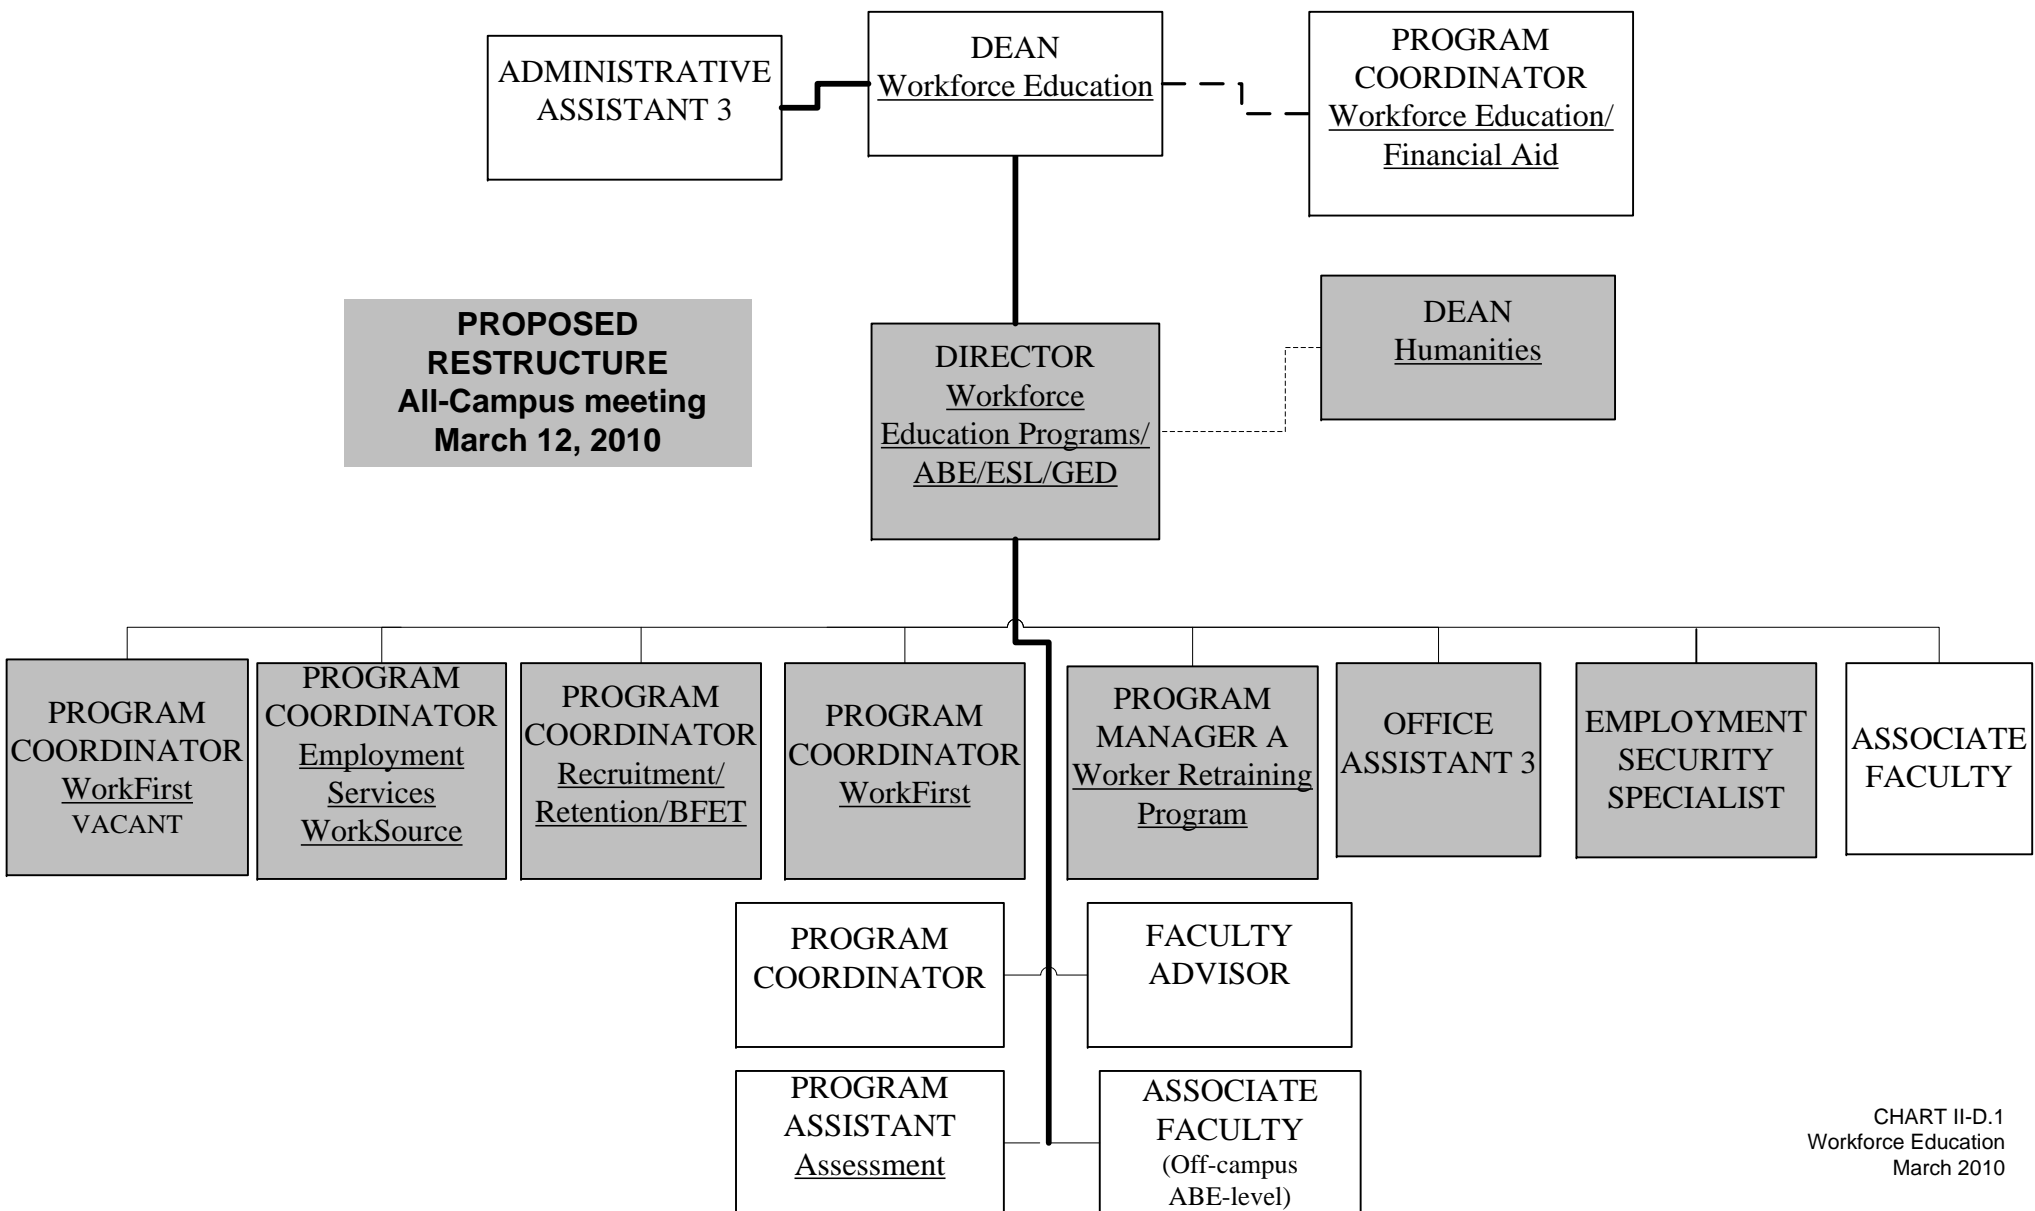 ADMINISTRATIVE
ASSISTANT 3
DEAN
Workforce Education
PROGRAM
COORDINATOR
Workforce Education/
Financial Aid
PROPOSED
RESTRUCTURE
All-Campus meeting
March 12, 2010
DIRECTOR
Workforce
Education Programs/
ABE/ESL/GED
DEAN
Humanities
PROGRAM
COORDINATOR
WorkFirst
VACANT
PROGRAM
COORDINATOR
Employment
Services
WorkSource
PROGRAM
COORDINATOR
Recruitment/
Retention/BFET
PROGRAM
COORDINATOR
WorkFirst
PROGRAM
MANAGER A
Worker Retraining
Program
OFFICE
ASSISTANT 3
EMPLOYMENT
SECURITY
SPECIALIST
ASSOCIATE
FACULTY
PROGRAM
COORDINATOR
FACULTY
ADVISOR
PROGRAM
ASSISTANT
Assessment
ASSOCIATE
FACULTY
(Off-campus
ABE-level)
CHART II-D.1
Workforce Education
March 2010